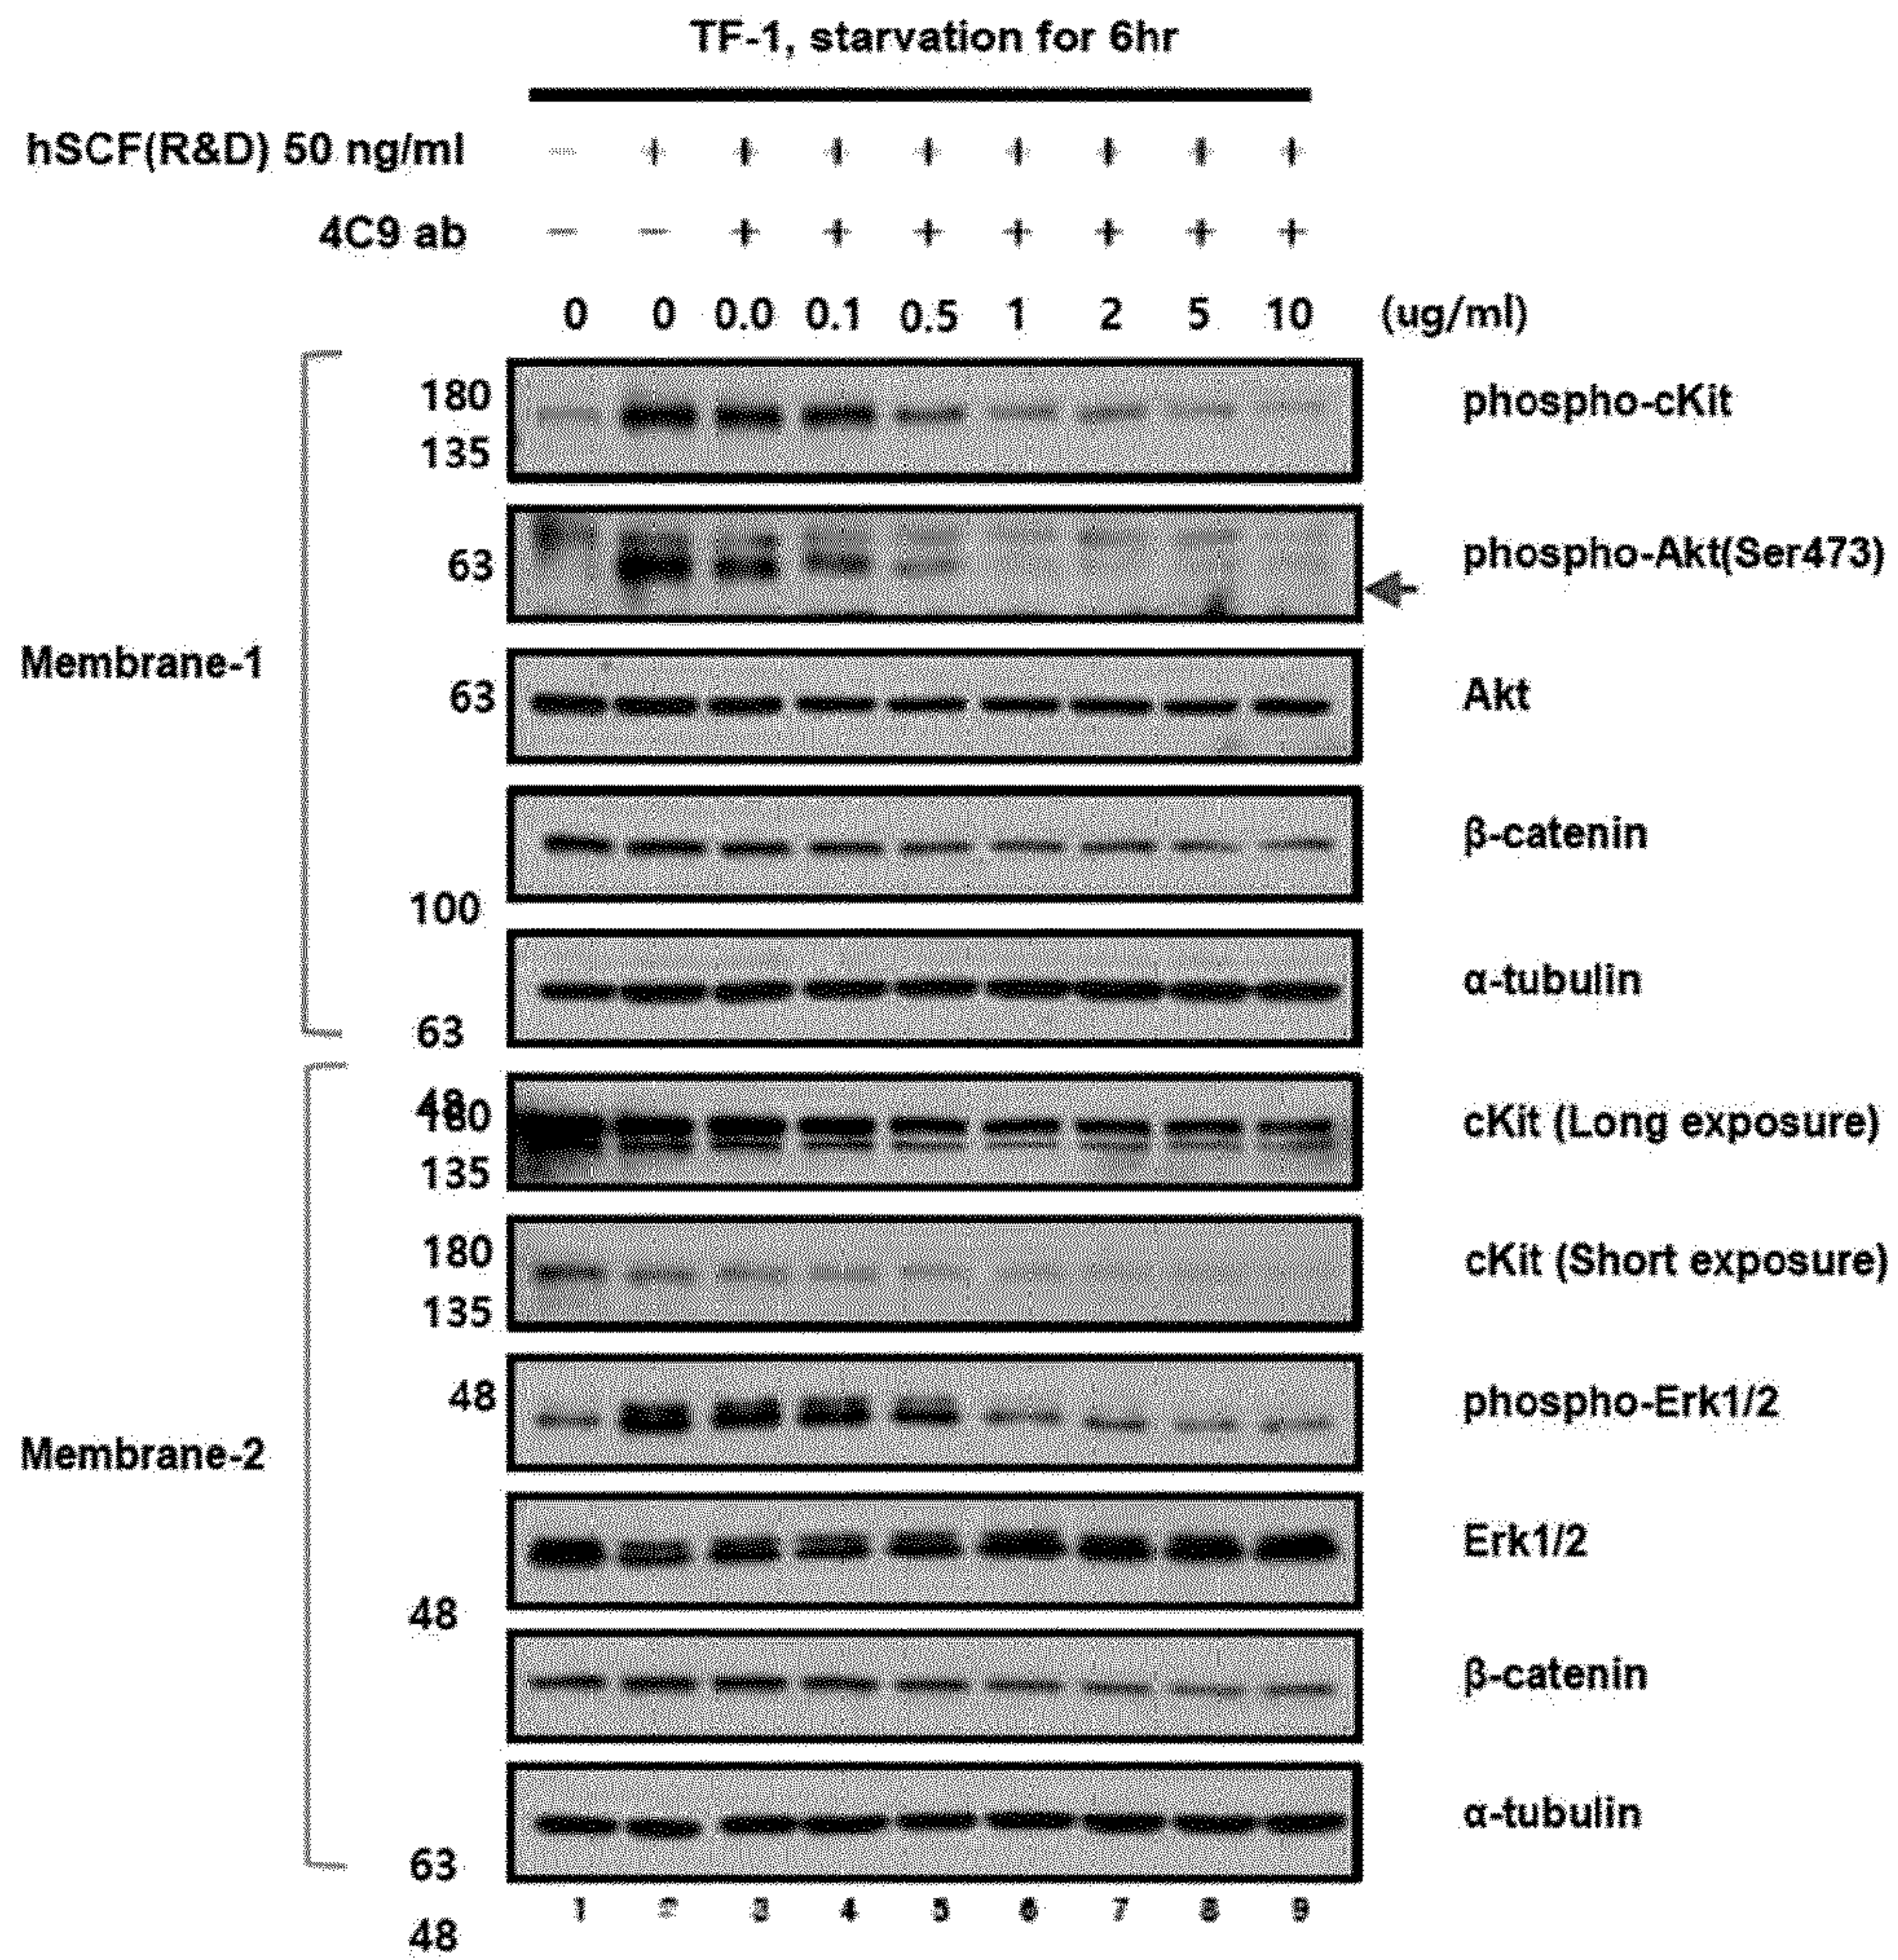 TF-1, starvation for 6hr
hSCF(R&D) 50 ng/ml - + + + + + + + +
4C9 ab - - + + + + + + +
0 0 0.0 0.1 0.5 1 2 5 10 (ug/ml)
Membrane-1
180
135
phospho-cKit
63
phospho-Akt(Ser473)
63
Akt
β-catenin
100
α-tubulin
63
Membrane-2
48
180
135
cKit (Long exposure)
180
135
cKit (Short exposure)
48
phospho-Erk1/2
Erk1/2
48
β-catenin
α-tubulin
63
1 2 3 4 5 6 7 8 9
48